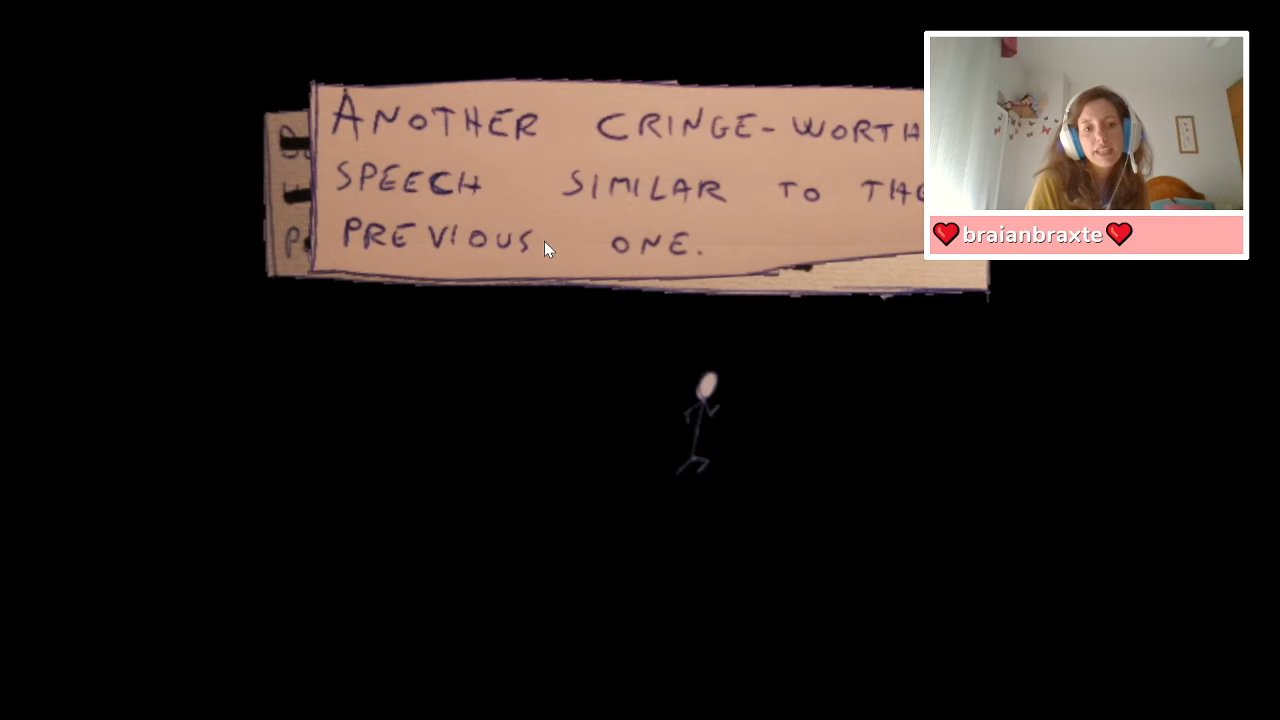 ANOTHER CRINGE-WORTH
SPEECH SIMILAR TO THE
PREVIOUS ONE.
❤️braianbraxte❤️